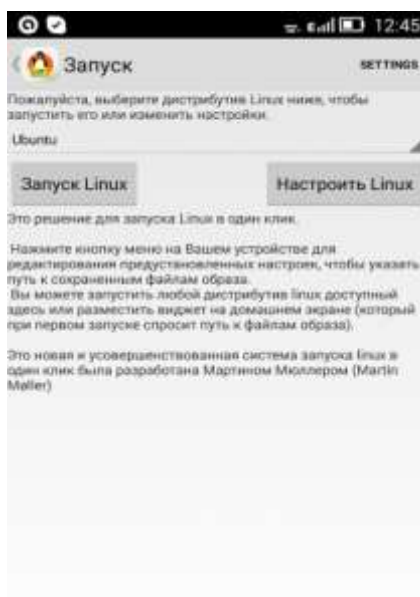 12:45
Запуск
SETTINGS
Пожалуйста, выберите дистрибутив Linux ниже, чтобы
запустить его или изменить настройки.
Ubuntu
Запуск Linux
Настроить Linux
Это решение для запуска Linux в один клик.
Нажмите кнопку меню на Вашем устройстве для
редактирования предустановленных настроек, чтобы указать
путь к сохраненным файлам образа.
Вы можете запустить любой дистрибутив linux доступный
здесь или разместить виджет на домашнем экране (который
при первом запуске спросит путь к файлам образа).
Это новая и усовершенствованная система запуска linux в
один клик была разработана Мартином Мюллером (Martin
Møller)